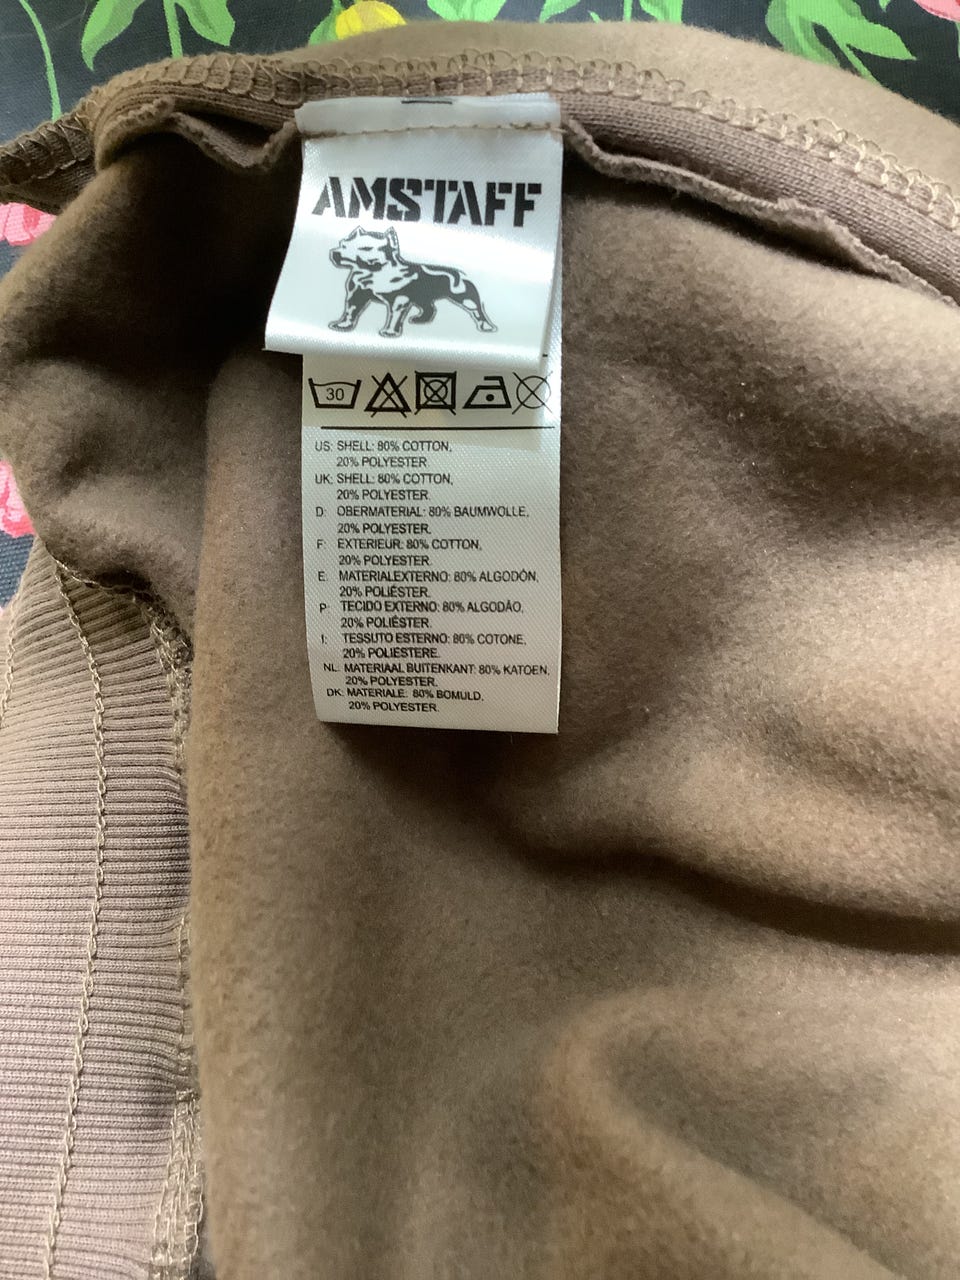 AMSTAFF
30
US: SHELL: 80% COTTON,
20% POLYESTER
UK: SHELL: 80% COTTON,
20% POLYESTER.
D: OBERMATERIAL: 80% BAUMWOLLE,
20% POLYESTER.
F: EXTERIEUR: 80% COTTON,
20% POLYESTER.
E: MATERIALEXTERNO: 80% ALGODÓN,
20% POLIÉSTER.
P: TECIDO EXTERNO: 80% ALGODÃO,
20% POLIÉSTER.
I: TESSUTO ESTERNO: 80% COTONE,
20% POLIESTERE.
NL: MATERIAAL BUITENKANT: 80% KATOEN,
20% POLYESTER.
DK: MATERIALE: 80% BOMULD,
20% POLYESTER.